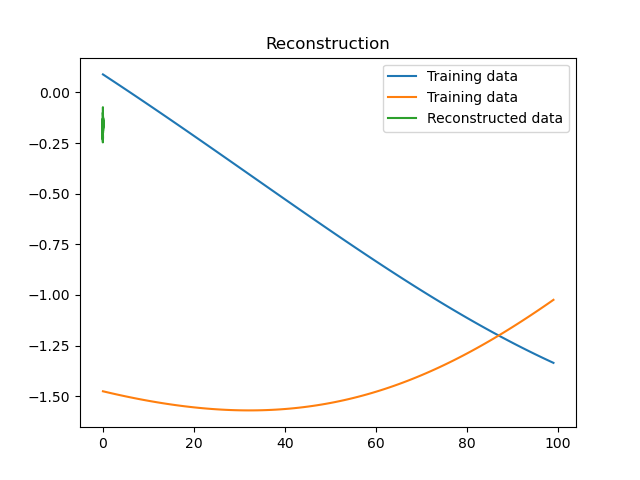 Reconstruction
Training data
Training data
Reconstructed data
0.00
−0.25
−0.50
−0.75
−1.00
−1.25
−1.50
0 20 40 60 80 100